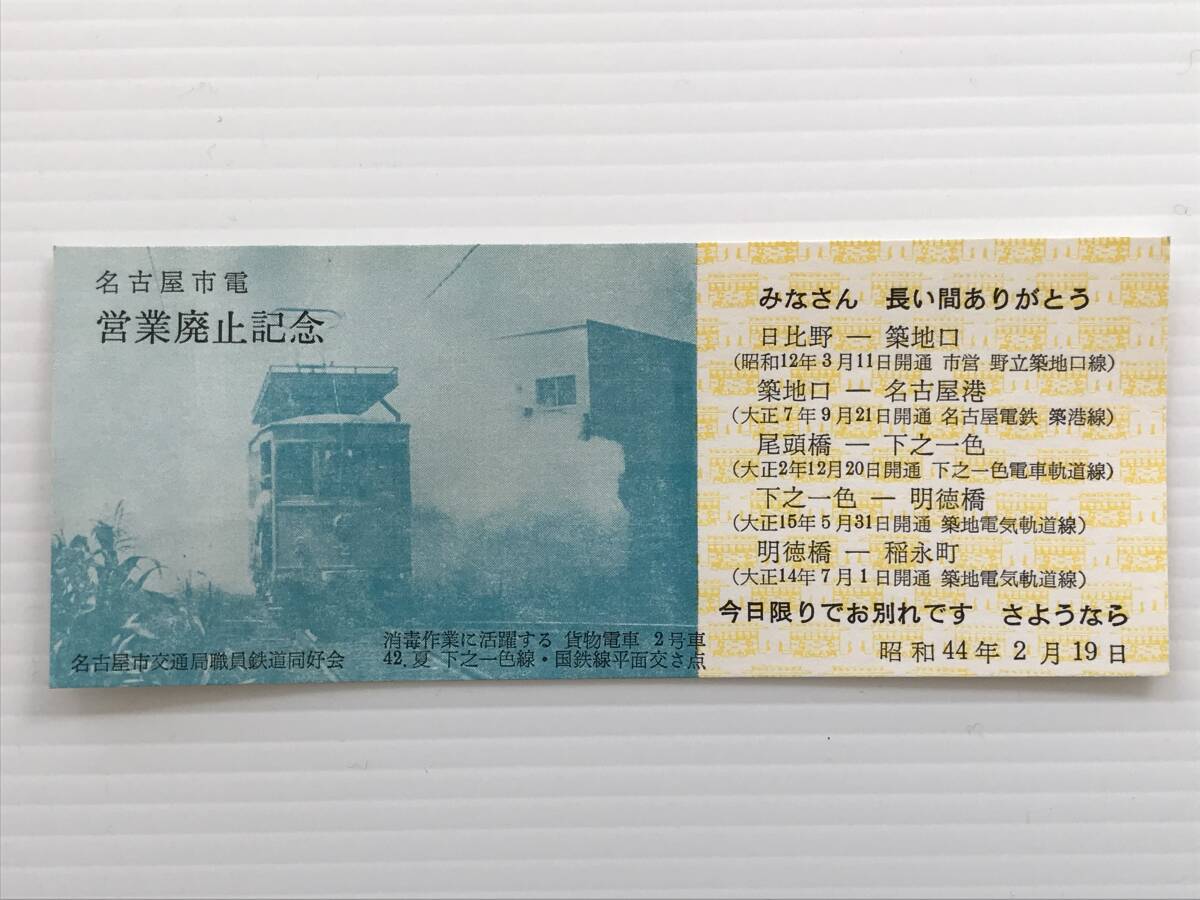 名古屋市電
営業廃止記念
消毒作業に活躍する 貨物電車 2号車
42.夏 下之一色線・国鉄線平面交さ点
名古屋市交通局職員鉄道同好会
みなさん 長い間ありがとう
日比野 ― 築地口
(昭和12年3月11日開通 市営 野立築地口線)
築地口 ― 名古屋港
(大正7年9月21日開通 名古屋電鉄 築港線)
尾頭橋 ― 下之一色
(大正2年12月20日開通 下之一色電車軌道線)
下之一色 ― 明徳橋
(大正15年5月31日開通 築地電気軌道線)
明徳橋 ― 稲永町
(大正14年7月1日開通 築地電気軌道線)
今日限りでお別れです さようなら
昭和44年2月19日